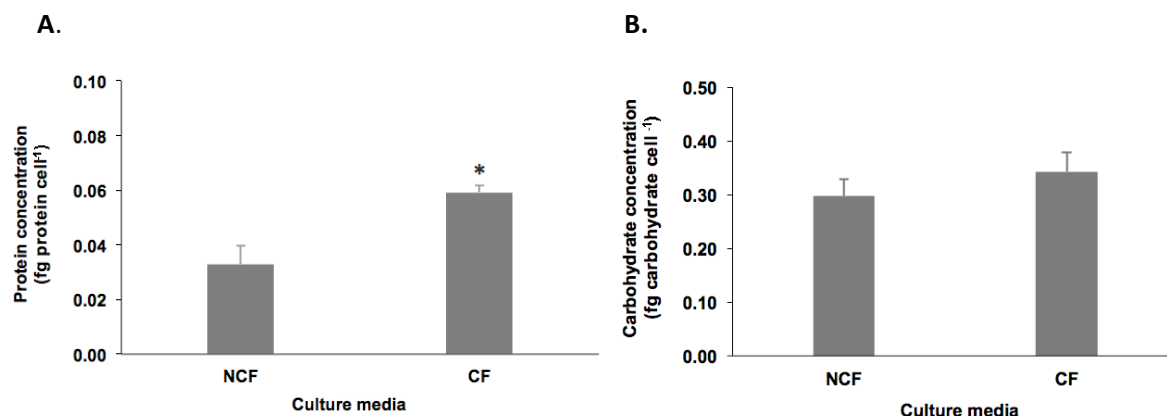 A.
B.
Protein concentration
(fg protein cell-1)
0.10
0.08
0.06
0.04
0.02
0.00
*
NCF
CF
Culture media
Carbohydrate concentration
(fg carbohydrate cell -1)
0.50
0.40
0.30
0.20
0.10
0.00
NCF
CF
Culture media